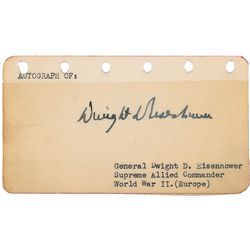 AUTOGRAPH OF:
Dwight D Eisenhower
General Dwight D. Eisenhower
Supreme Allied Commander
World War II.(Europe)